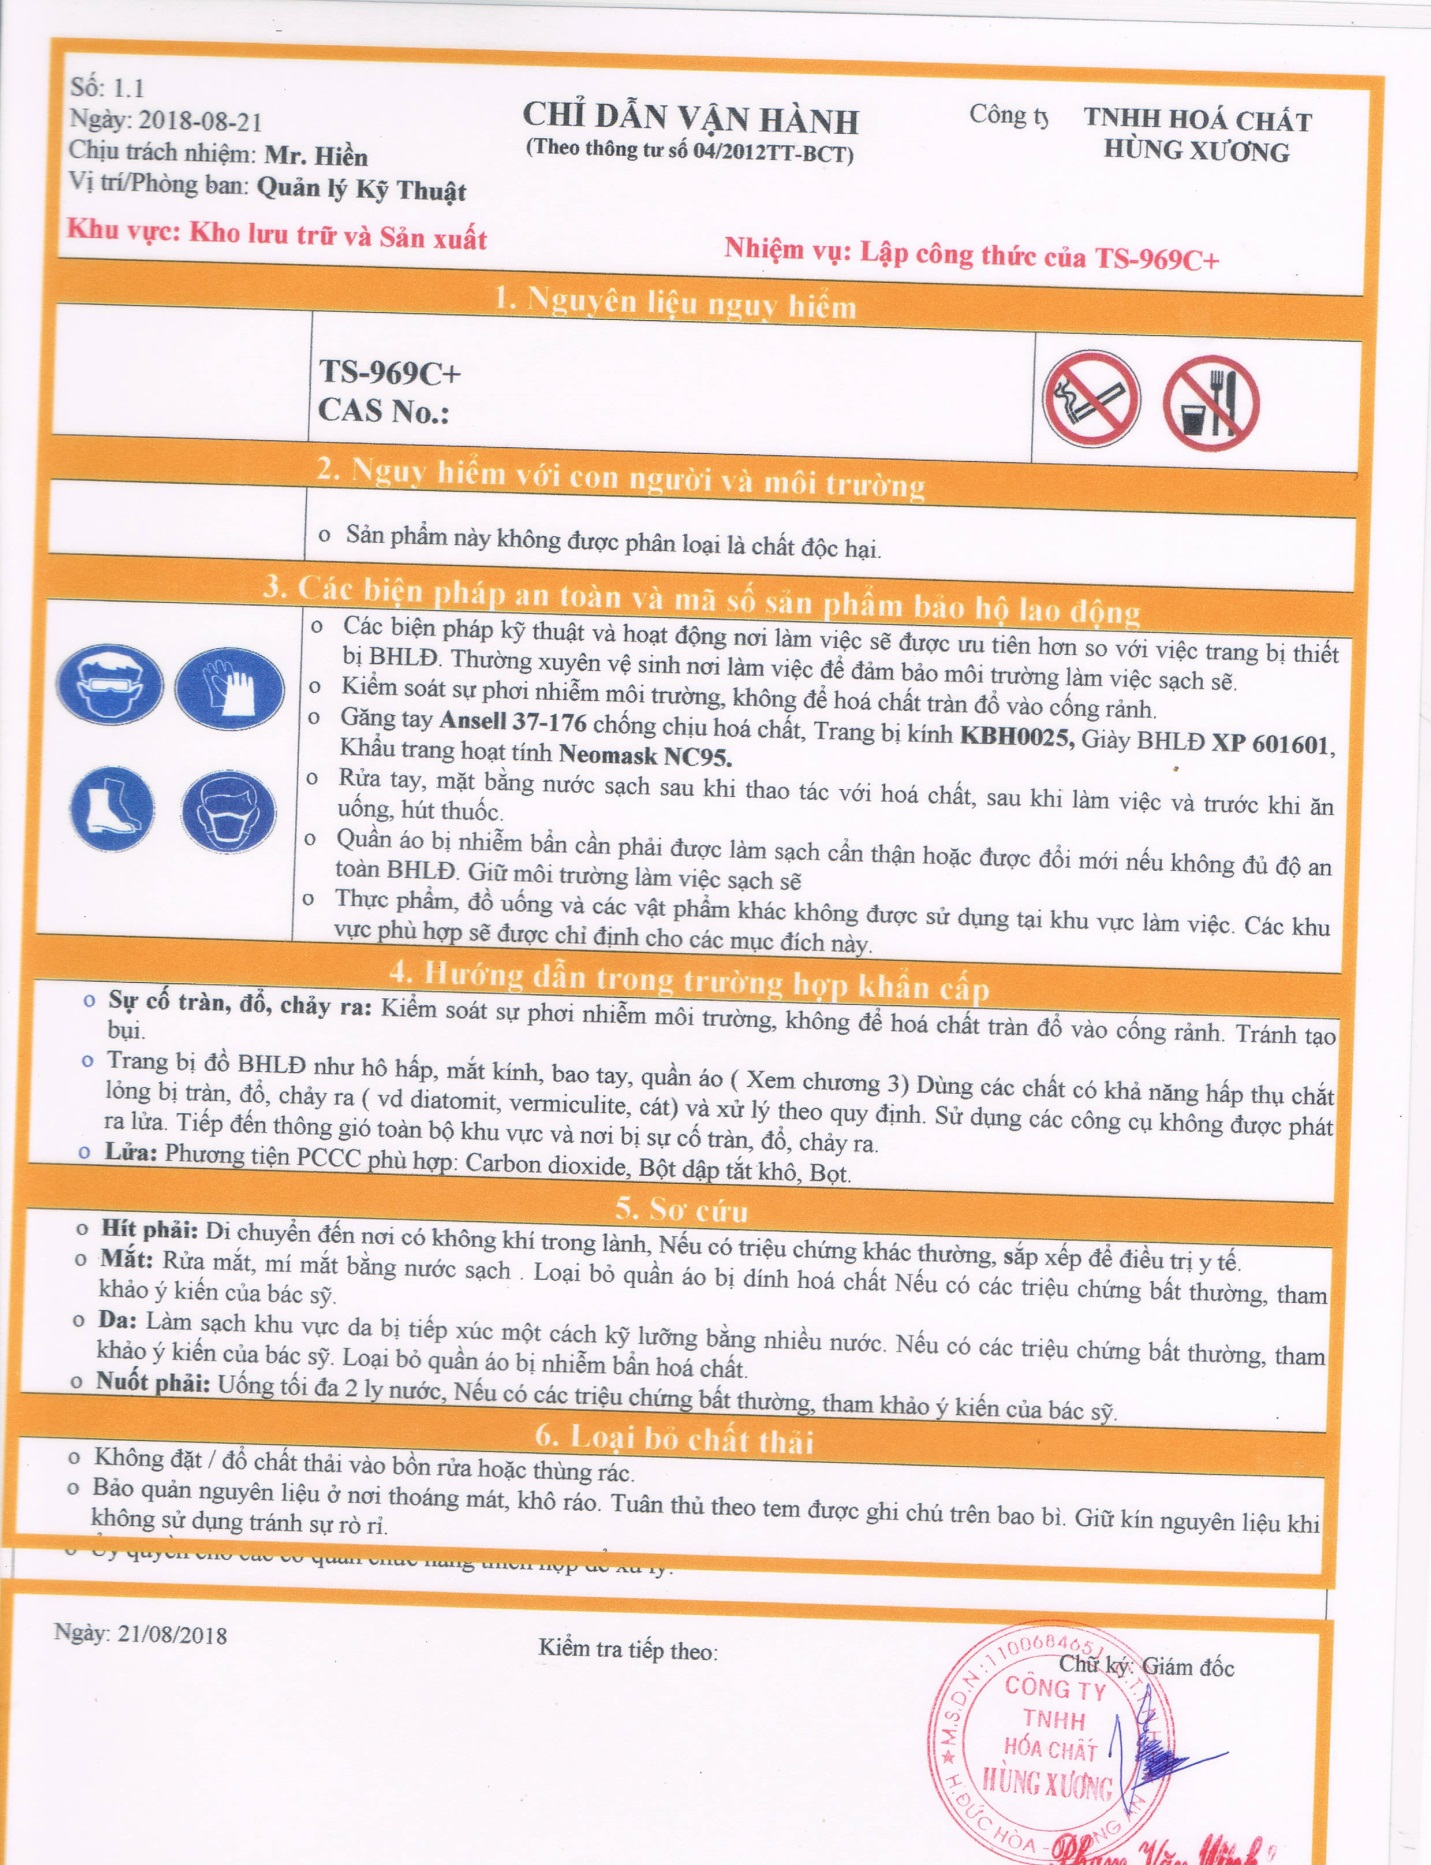 Số: 1.1
Ngày: 2018-08-21
Chịu trách nhiệm: Mr. Hiền
Vị trí/Phòng ban: Quản lý Kỹ Thuật
CHỈ DẪN VẬN HÀNH
(Theo thông tư số 04/2012TT-BCT)
Công ty TNHH HOÁ CHẤT
HÙNG XƯƠNG
Khu vực: Kho lưu trữ và Sản xuất
Nhiệm vụ: Lập công thức của TS-969C+
1. Nguyên liệu nguy hiểm
TS-969C+
CAS No.:
2. Nguy hiểm với con người và môi trường
o Sản phẩm này không được phân loại là chất độc hại.
3. Các biện pháp an toàn và mã số sản phẩm bảo hộ lao động
o Các biện pháp kỹ thuật và hoạt động nơi làm việc sẽ được ưu tiên hơn so với việc trang bị thiết
bị BHLĐ. Thường xuyên vệ sinh nơi làm việc để đảm bảo môi trường làm việc sạch sẽ.
o Kiểm soát sự phơi nhiễm môi trường, không để hoá chất tràn đổ vào cống rảnh.
o Găng tay Ansell 37-176 chống chịu hoá chất, Trang bị kính KBH0025, Giày BHLĐ XP 601601,
Khẩu trang hoạt tính Neomask NC95.
o Rửa tay, mặt bằng nước sạch sau khi thao tác với hoá chất, sau khi làm việc và trước khi ăn
uống, hút thuốc.
o Quần áo bị nhiễm bẩn cần phải được làm sạch cẩn thận hoặc được đổi mới nếu không đủ độ an
toàn BHLĐ. Giữ môi trường làm việc sạch sẽ
o Thực phẩm, đồ uống và các vật phẩm khác không được sử dụng tại khu vực làm việc. Các khu
vực phù hợp sẽ được chỉ định cho các mục đích này.
4. Hướng dẫn trong trường hợp khẩn cấp
o Sự cố tràn, đổ, chảy ra: Kiểm soát sự phơi nhiễm môi trường, không để hoá chất tràn đổ vào cống rảnh. Tránh tạo
bụi.
o Trang bị đồ BHLĐ như hô hấp, mắt kính, bao tay, quần áo ( Xem chương 3) Dùng các chất có khả năng hấp thụ chắt
lỏng bị tràn, đổ, chảy ra ( vd diatomit, vermiculite, cát) và xử lý theo quy định. Sử dụng các công cụ không được phát
ra lửa. Tiếp đến thông gió toàn bộ khu vực và nơi bị sự cố tràn, đổ, chảy ra.
o Lửa: Phương tiện PCCC phù hợp: Carbon dioxide, Bột dập tắt khô, Bọt.
5. Sơ cứu
o Hít phải: Di chuyển đến nơi có không khí trong lành, Nếu có triệu chứng khác thường, sắp xếp để điều trị y tế.
o Mắt: Rửa mắt, mí mắt bằng nước sạch . Loại bỏ quần áo bị dính hoá chất Nếu có các triệu chứng bất thường, tham
khảo ý kiến của bác sỹ.
o Da: Làm sạch khu vực da bị tiếp xúc một cách kỹ lưỡng bằng nhiều nước. Nếu có các triệu chứng bất thường, tham
khảo ý kiến của bác sỹ. Loại bỏ quần áo bị nhiễm bẩn hoá chất.
o Nuốt phải: Uống tối đa 2 ly nước, Nếu có các triệu chứng bất thường, tham khảo ý kiến của bác sỹ.
6. Loại bỏ chất thải
o Không đặt / đổ chất thải vào bồn rửa hoặc thùng rác.
o Bảo quản nguyên liệu ở nơi thoáng mát, khô ráo. Tuân thủ theo tem được ghi chú trên bao bì. Giữ kín nguyên liệu khi
không sử dụng tránh sự rò rỉ.
o Ủy quyền cho các cơ quan chức năng thích hợp để xử lý.
Ngày: 21/08/2018
Kiểm tra tiếp theo:
Chữ ký: Giám đốc
M.S.D.N:1100684651
CÔNG TY
TNHH
HÓA CHẤT
HÙNG XƯƠNG
H.ĐỨC HÒA - LONG AN
Phạm Văn Minh